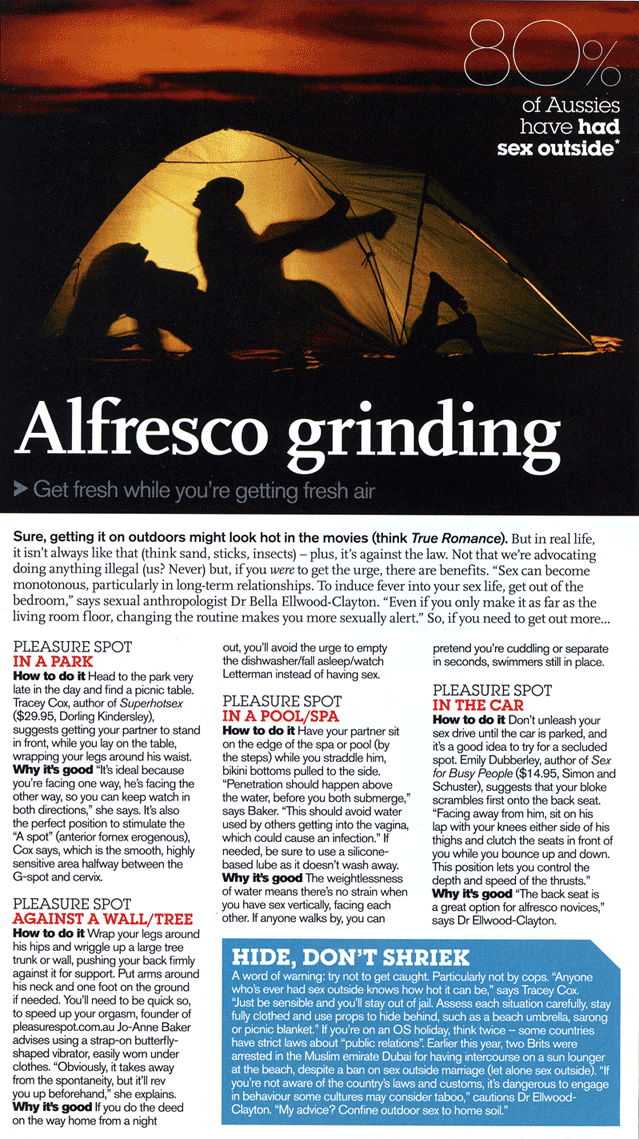 80%
of Aussies
have had
sex outside*
Alfresco grinding
> Get fresh while you're getting fresh air
Sure, getting it on outdoors might look hot in the movies (think True Romance). But in real life,
it isn't always like that (think sand, sticks, insects) – plus, it's against the law. Not that we're advocating
doing anything illegal (us? Never) but, if you were to get the urge, there are benefits. “Sex can become
monotonous, particularly in long-term relationships. To induce fever into your sex life, get out of the
bedroom,” says sexual anthropologist Dr Bella Ellwood-Clayton. “Even if you only make it as far as the
living room floor, changing the routine makes you more sexually alert.” So, if you need to get out more...
PLEASURE SPOT
IN A PARK
How to do it Head to the park very
late in the day and find a picnic table.
Tracey Cox, author of Superhotsex
($29.95, Dorling Kindersley),
suggests getting your partner to stand
in front, while you lay on the table,
wrapping your legs around his waist.
Why it's good “It's ideal because
you're facing one way, he's facing the
other way, so you can keep watch in
both directions,” she says. It's also
the perfect position to stimulate the
“A spot” (anterior fornex erogenous),
Cox says, which is the smooth, highly
sensitive area halfway between the
G-spot and cervix.
PLEASURE SPOT
AGAINST A WALL/TREE
How to do it Wrap your legs around
his hips and wriggle up a large tree
trunk or wall, pushing your back firmly
against it for support. Put arms around
his neck and one foot on the ground
if needed. You'll need to be quick so,
to speed up your orgasm, founder of
pleasurespot.com.au Jo-Anne Baker
advises using a strap-on butterfly-
shaped vibrator, easily worn under
clothes. “Obviously, it takes away
from the spontaneity, but it'll rev
you up beforehand,” she explains.
Why it's good If you do the deed
on the way home from a night
out, you'll avoid the urge to empty
the dishwasher/fall asleep/watch
Letterman instead of having sex.
PLEASURE SPOT
IN A POOL/SPA
How to do it Have your partner sit
on the edge of the spa or pool (by
the steps) while you straddle him,
bikini bottoms pulled to the side.
“Penetration should happen above
the water, before you both submerge,”
says Baker. “This should avoid water
used by others getting into the vagina,
which could cause an infection.” If
needed, be sure to use a silicone-
based lube as it doesn't wash away.
Why it's good The weightlessness
of water means there's no strain when
you have sex vertically, facing each
other. If anyone walks by, you can
pretend you're cuddling or separate
in seconds, swimmers still in place.
PLEASURE SPOT
IN THE CAR
How to do it Don't unleash your
sex drive until the car is parked, and
it's a good idea to try for a secluded
spot. Emily Dubberley, author of Sex
for Busy People ($14.95, Simon and
Schuster), suggests that your bloke
scrambles first onto the back seat.
“Facing away from him, sit on his
lap with your knees either side of his
thighs and clutch the seats in front of
you while you bounce up and down.
This position lets you control the
depth and speed of the thrusts.”
Why it's good “The back seat is
a great option for alfresco novices,”
says Dr Ellwood-Clayton.
HIDE, DON'T SHRIEK
A word of warning: try not to get caught. Particularly not by cops. “Anyone
who's ever had sex outside knows how hot it can be,” says Tracey Cox.
“Just be sensible and you'll stay out of jail. Assess each situation carefully, stay
fully clothed and use props to hide behind, such as a beach umbrella, sarong
or picnic blanket.” If you're on an OS holiday, think twice – some countries
have strict laws about “public relations”. Earlier this year, two Brits were
arrested in the Muslim emirate Dubai for having intercourse on a sun lounger
at the beach, despite a ban on sex outside marriage (let alone sex outside). “If
you're not aware of the country's laws and customs, it's dangerous to engage
in behaviour some cultures may consider taboo,” cautions Dr Ellwood-
Clayton. “My advice? Confine outdoor sex to home soil.”